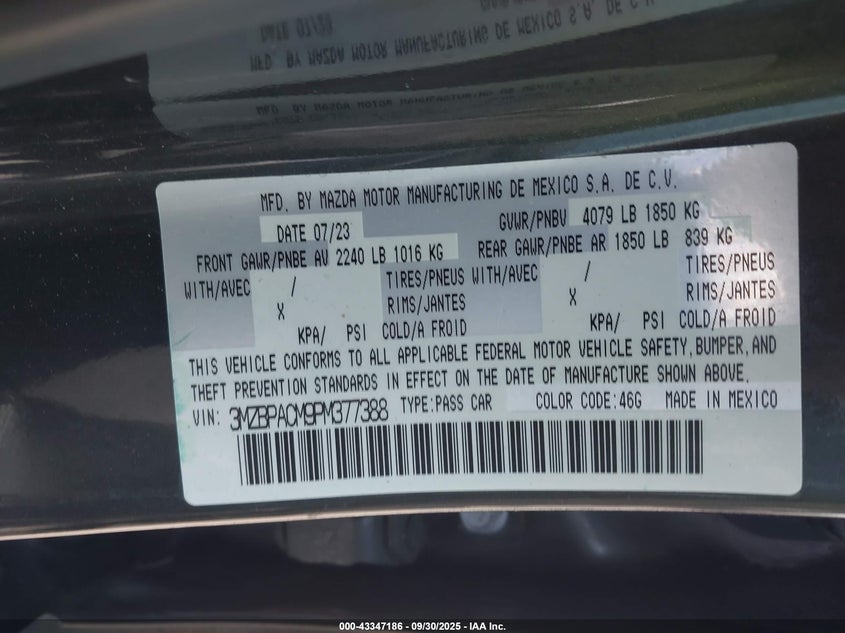 MFD. BY MAZDA MOTOR MANUFACTURING DE MEXICO S.A. DE C.V.
DATE 07/23 GVWR/PNBV 4079 LB 1850 KG
FRONT GAWR/PNBE AV 2240 LB 1016 KG REAR GAWR/PNBE AR 1850 LB 839 KG
WITH/AVEC / TIRES/PNEUS WITH/AVEC / TIRES/PNEUS
X RIMS/JANTES X RIMS/JANTES
KPA/ PSI COLD/A FROID KPA/ PSI COLD/A FROID
THIS VEHICLE CONFORMS TO ALL APPLICABLE FEDERAL MOTOR VEHICLE SAFETY, BUMPER, AND
THEFT PREVENTION STANDARDS IN EFFECT ON THE DATE OF MANUFACTURE SHOWN ABOVE.
VIN: 3MZBPACM9PM377388 TYPE:PASS CAR COLOR CODE:46G MADE IN MEXICO
000-43347186 - 09/30/2025 - IAA Inc.